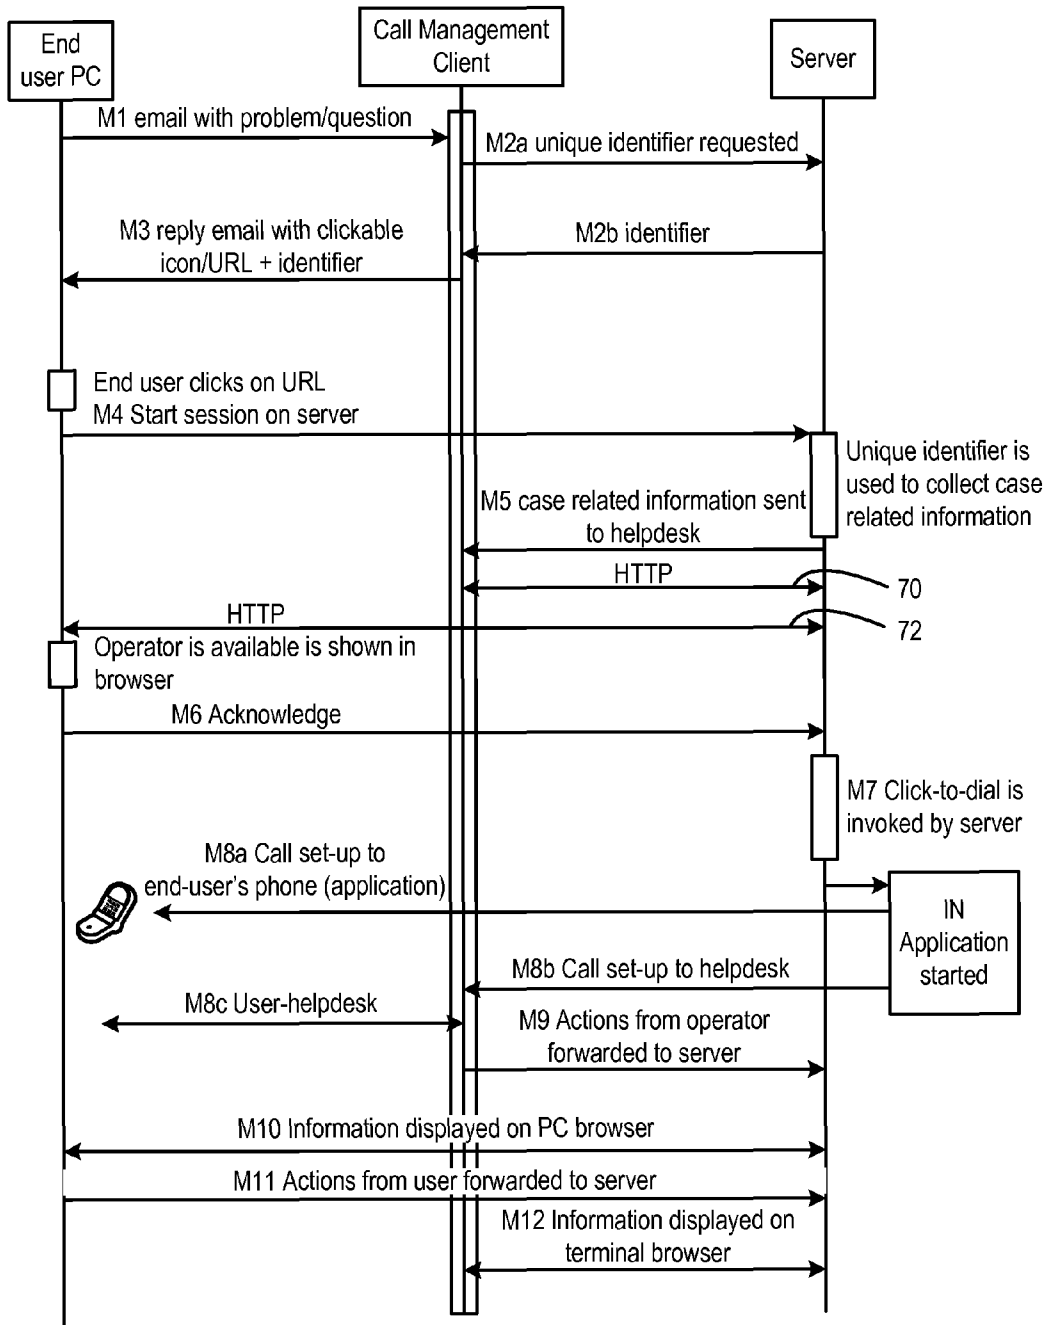 End
user PC
Call Management
Client
Server
M1 email with problem/question
M2a unique identifier requested
M3 reply email with clickable
icon/URL + identifier
M2b identifier
End user clicks on URL
M4 Start session on server
Unique identifier is
used to collect case
related information
M5 case related information sent
to helpdesk
HTTP
70
HTTP
72
Operator is available is shown in
browser
M6 Acknowledge
M7 Click-to-dial is
invoked by server
M8a Call set-up to
end-user's phone (application)
IN
Application
started
M8b Call set-up to helpdesk
M8c User-helpdesk
M9 Actions from operator
forwarded to server
M10 Information displayed on PC browser
M11 Actions from user forwarded to server
M12 Information displayed on
terminal browser